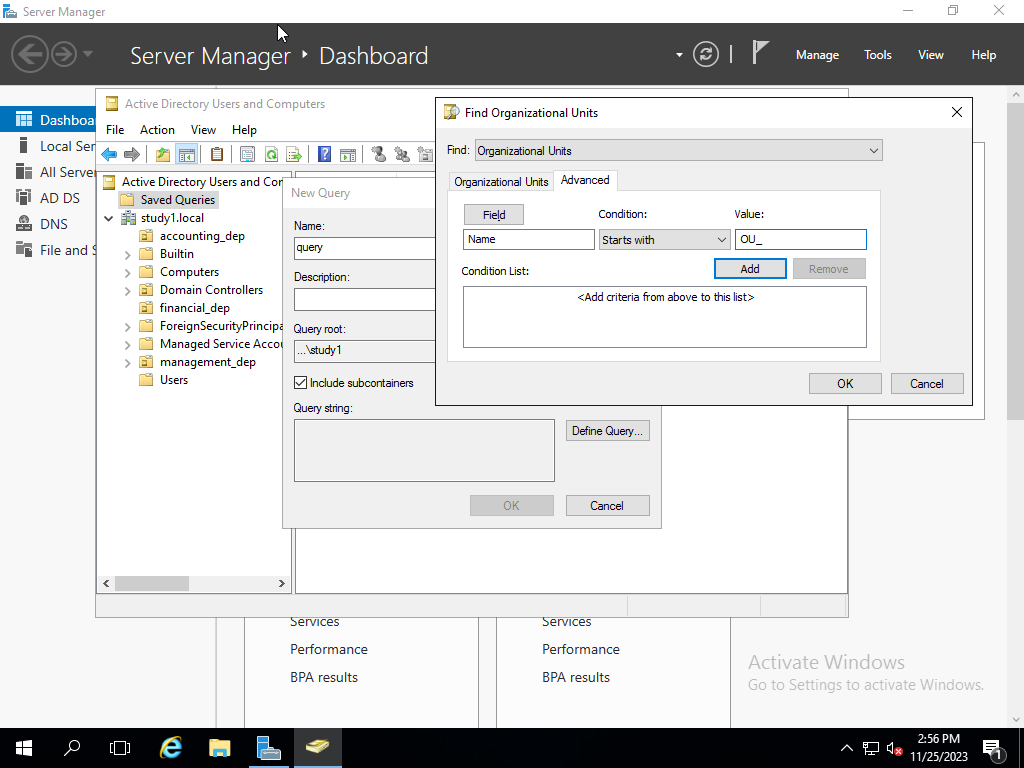 Server Manager
Server Manager ‣ Dashboard
Manage Tools View Help
Dashboa
Local Ser
All Server
AD DS
DNS
File and S
Active Directory Users and Computers
File Action View Help
Active Directory Users and Cor
Saved Queries
study1.local
accounting_dep
Builtin
Computers
Domain Controllers
financial_dep
ForeignSecurityPrincipa
Managed Service Accou
management_dep
Users
New Query
Name:
query
Description:
Query root:
...\study1
Include subcontainers
Query string:
Define Query...
OK Cancel
Find Organizational Units
Find: Organizational Units
Organizational Units Advanced
Field Condition: Value:
Name Starts with OU_
Add Remove
Condition List:
<Add criteria from above to this list>
OK Cancel
Services Services
Performance Performance
BPA results BPA results
Activate Windows
Go to Settings to activate Windows.
2:56 PM
11/25/2023
1